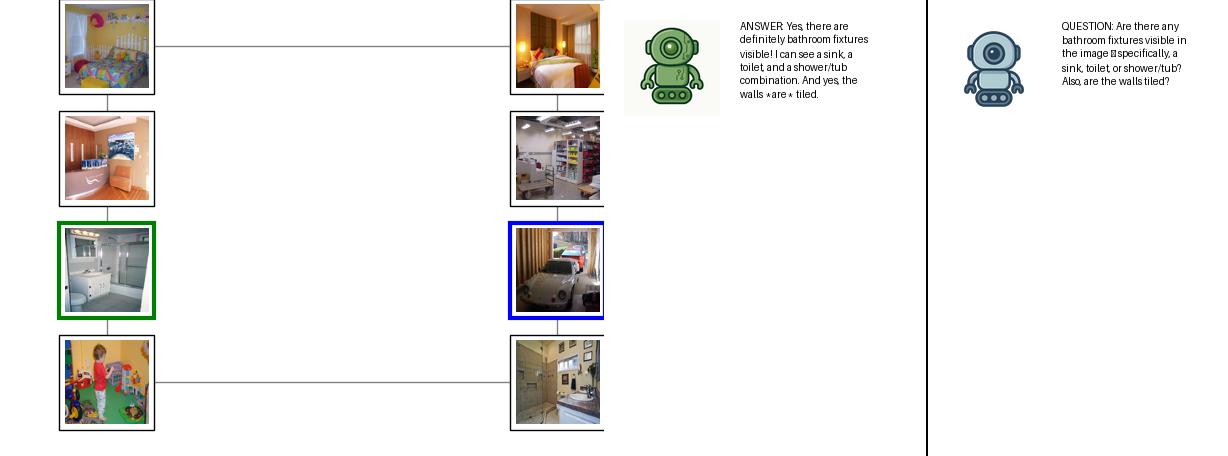 ANSWER: Yes, there are
definitely bathroom fixtures
visible! I can see a sink, a
toilet, and a shower/tub
combination. And yes, the
walls *are* tiled.
QUESTION: Are there any
bathroom fixtures visible in
the image specifically, a
sink, toilet, or shower/tub?
Also, are the walls tiled?